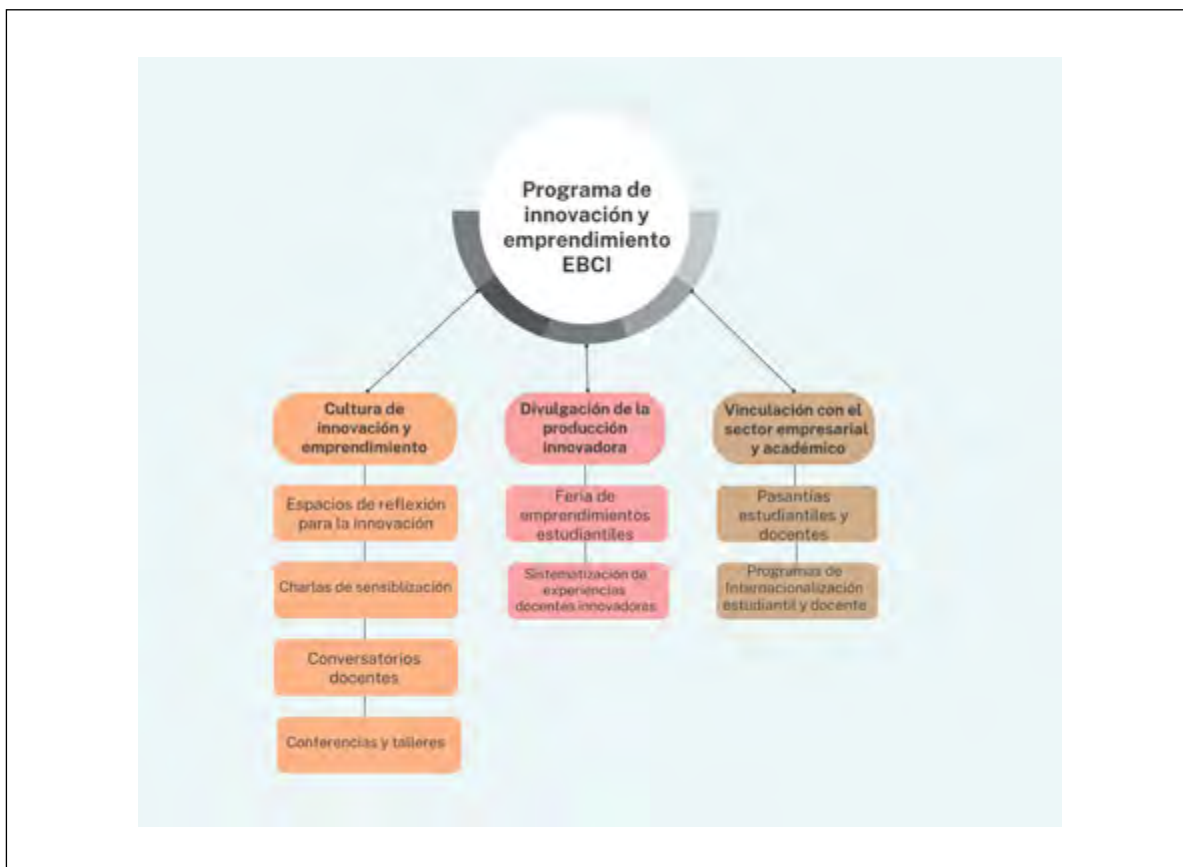 Programa de
innovación y
emprendimiento
EBCI
Cultura de
innovación y
emprendimiento
Espacios de reflexión
para la innovación
Charlas de sensiblización
Conversatorios
docentes
Conferencias y talleres
Divulgación de la
producción
innovadora
Feria de
emprendimientos
estudiantiles
Sistematización de
experiencias
docentes innovadores
Vinculación con el
sector empresarial
y académico
Pasantías
estudiantiles y
docentes
Programas de
Internacionalización
estudiantil y docente